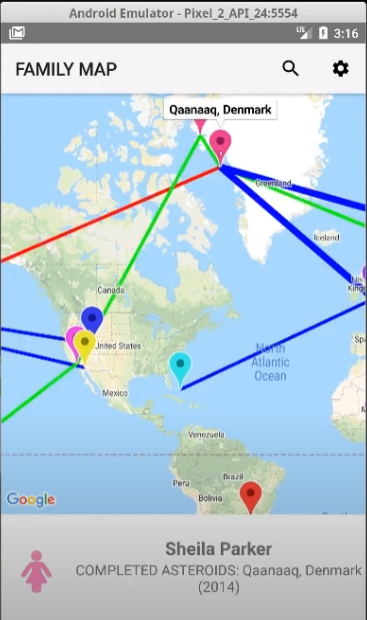 Android Emulator - Pixel_2_API_24:5554
LTE 3:16
FAMILY MAP
Qaanaaq, Denmark
Greenland
Iceland
Canada
United States
North
Atlantic
Ocean
Mexico
Venezuela
Brazil
Peru
Bolivia
Google
Sheila Parker
COMPLETED ASTEROIDS: Qaanaaq, Denmark
(2014)